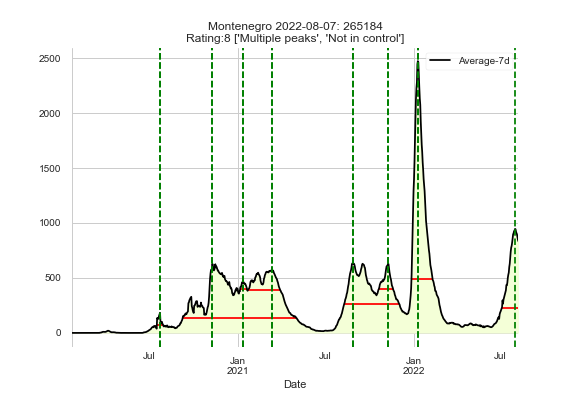 Montenegro 2022-08-07: 265184
Rating:8 ['Multiple peaks', 'Not in control']
Average-7d
2500
2000
1500
1000
500
0
Jul
Jan
2021
Jul
Jan
2022
Jul
Date